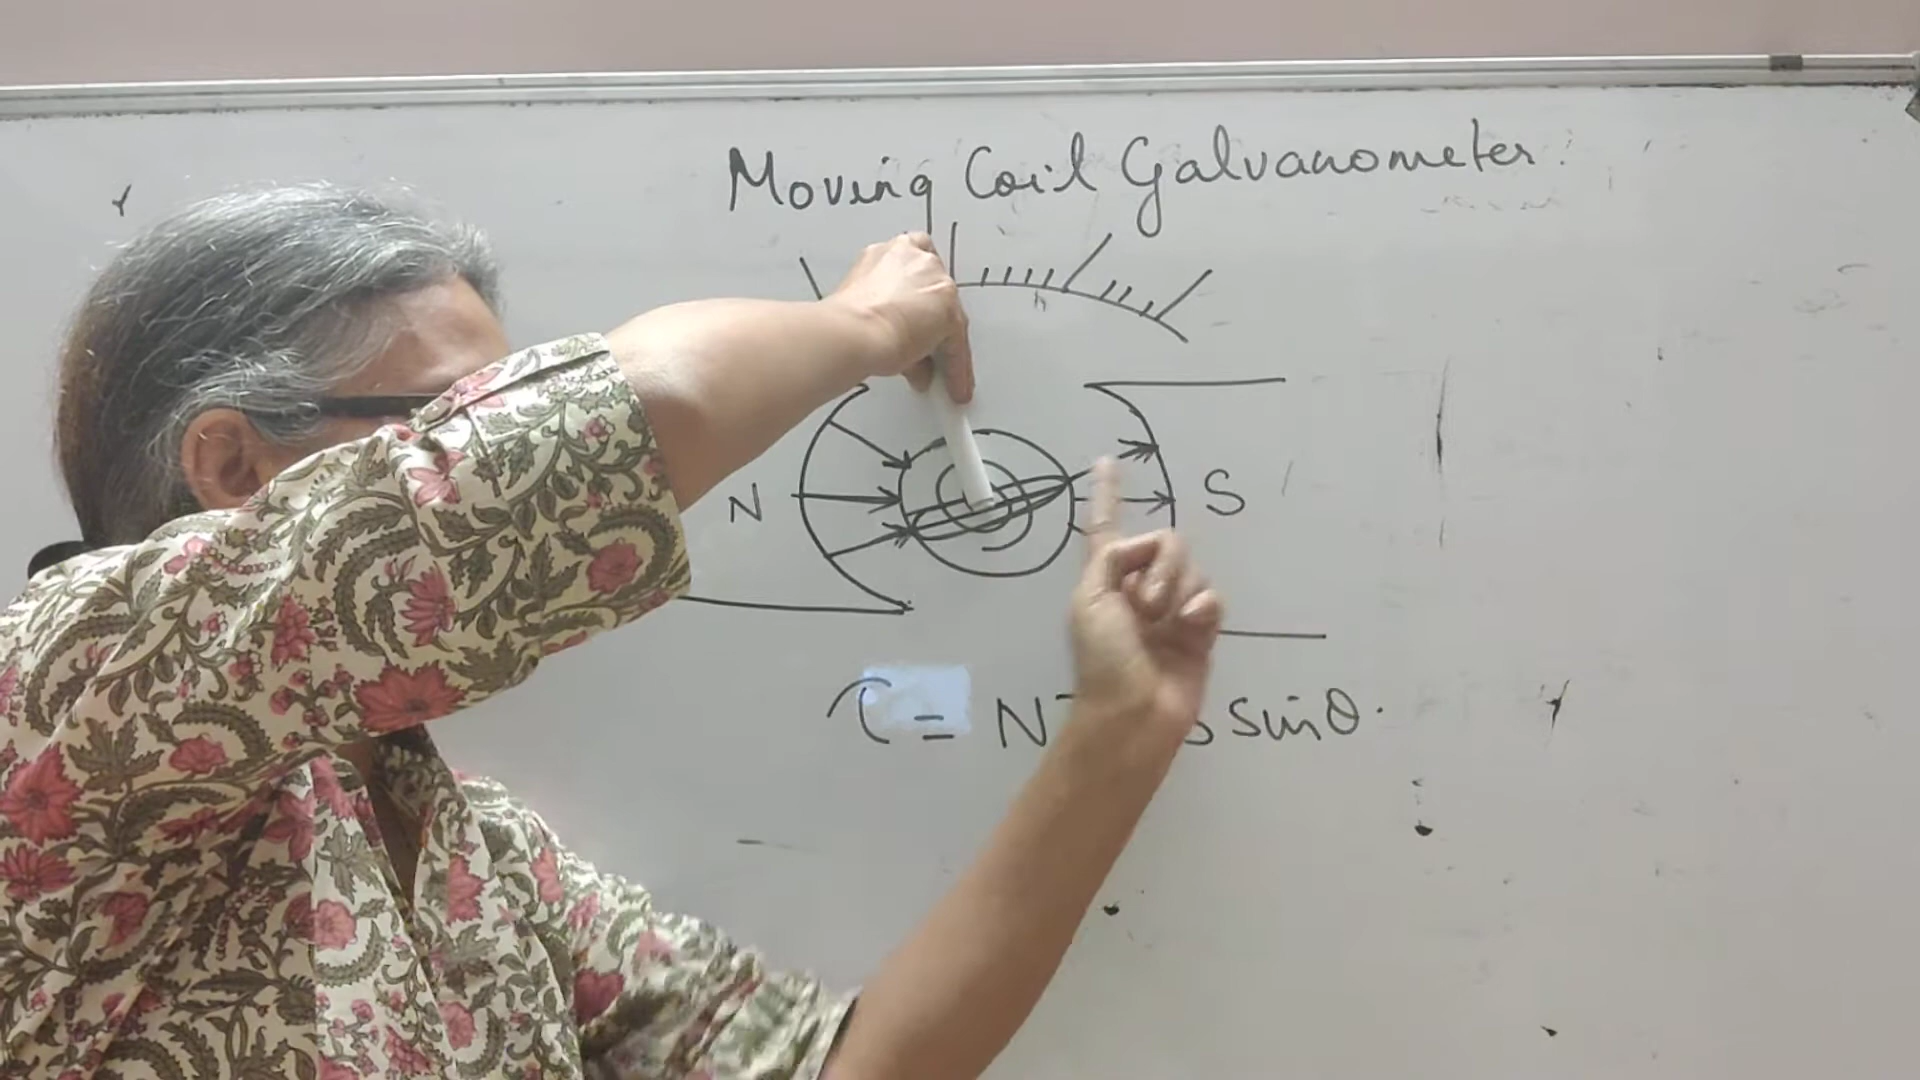 Moving Coil Galvanometer
N S
τ = N sinθ.